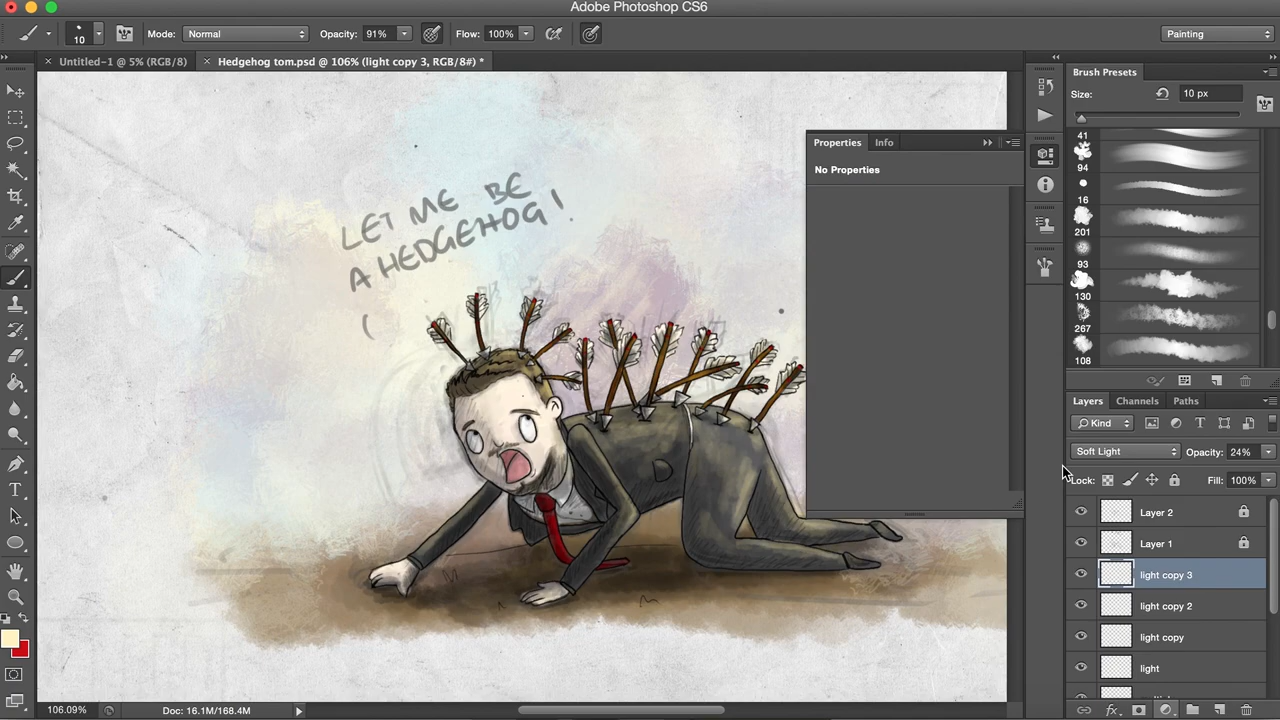 Adobe Photoshop CS6
10
Mode: Normal
Opacity: 91%
Flow: 100%
Painting
Untitled-1 @ 5% (RGB/8)
Hedgehog tom.psd @ 106% (light copy 3, RGB/8#) *
Brush Presets
Size: 10 px
41
94
16
201
93
130
267
108
Properties
Info
No Properties
LET ME BE
A HEDGEHOG!
Layers
Channels
Paths
Kind
Soft Light
Opacity: 24%
Lock:
Fill: 100%
Layer 2
Layer 1
light copy 3
light copy 2
light copy
light
106.09%
Doc: 16.1M/168.4M